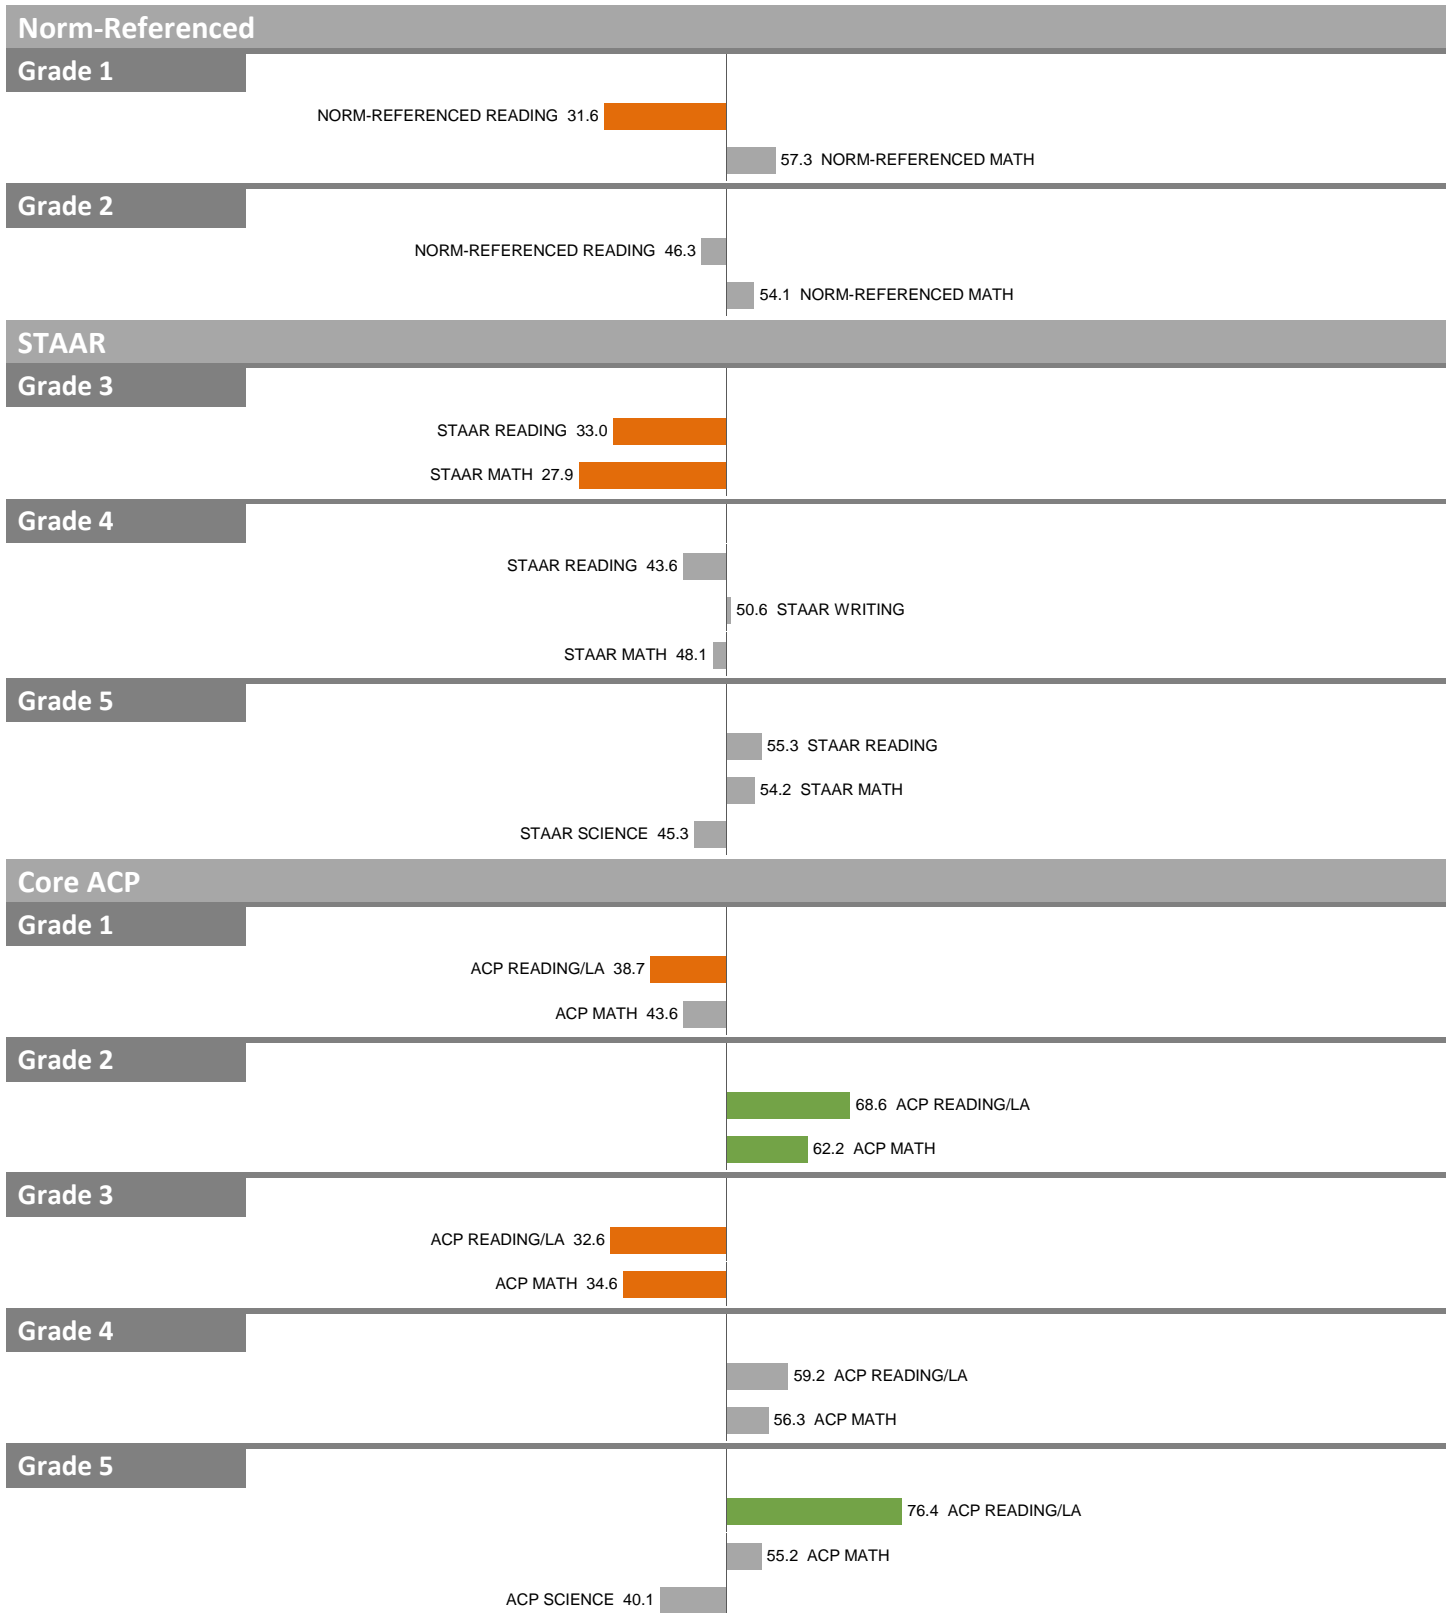 Norm-Referenced
Grade 1
NORM-REFERENCED READING 31.6
57.3 NORM-REFERENCED MATH
Grade 2
NORM-REFERENCED READING 46.3
54.1 NORM-REFERENCED MATH
STAAR
Grade 3
STAAR READING 33.0
STAAR MATH 27.9
Grade 4
STAAR READING 43.6
50.6 STAAR WRITING
STAAR MATH 48.1
Grade 5
55.3 STAAR READING
54.2 STAAR MATH
STAAR SCIENCE 45.3
Core ACP
Grade 1
ACP READING/LA 38.7
ACP MATH 43.6
Grade 2
68.6 ACP READING/LA
62.2 ACP MATH
Grade 3
ACP READING/LA 32.6
ACP MATH 34.6
Grade 4
59.2 ACP READING/LA
56.3 ACP MATH
Grade 5
76.4 ACP READING/LA
55.2 ACP MATH
ACP SCIENCE 40.1